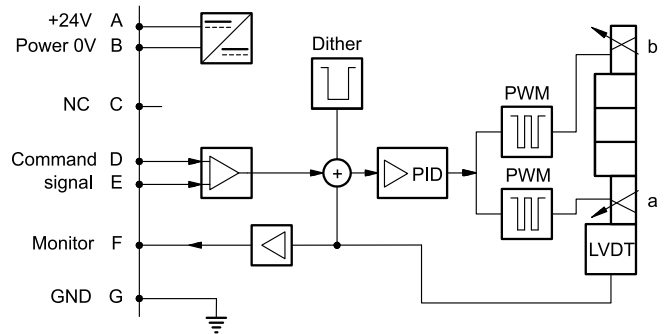 +24V A
Power 0V B
Dither
b
PWM
NC C
Command D
signal E
+
PID
PWM
a
Monitor F
LVDT
GND G